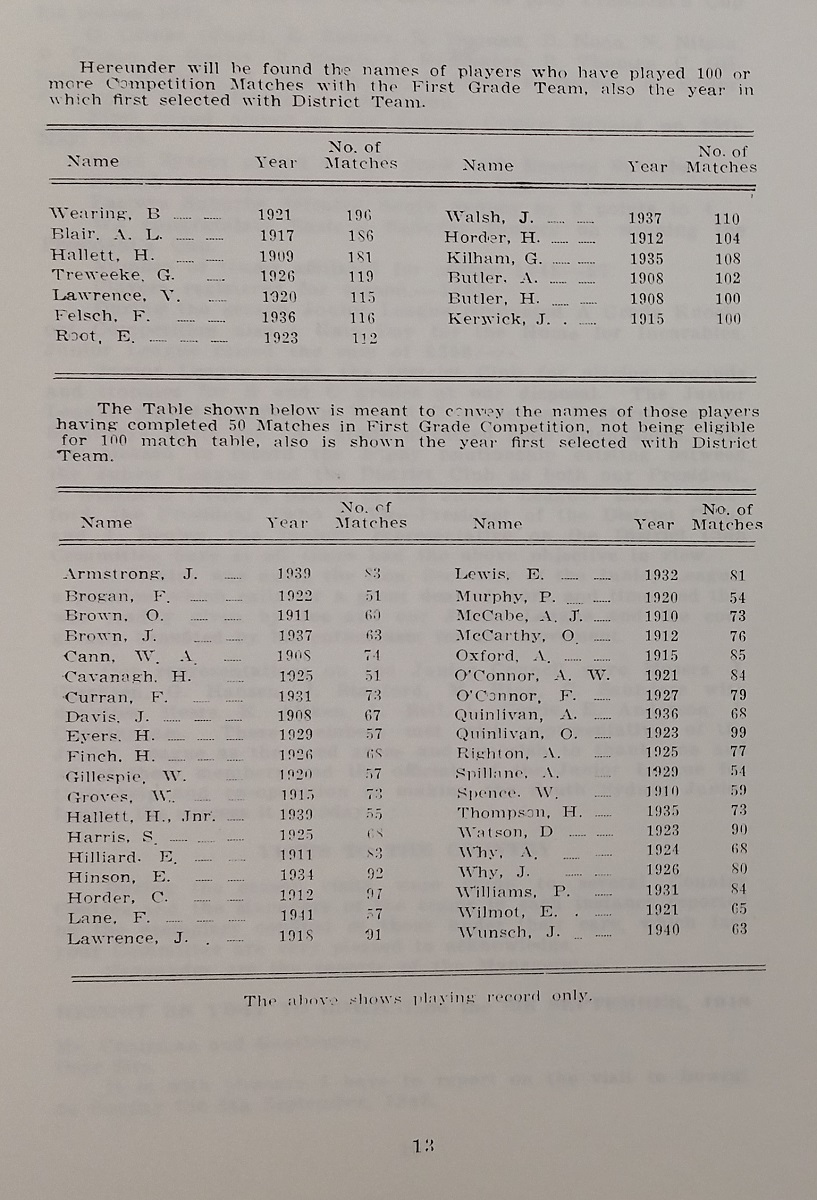 Hereunder will be found the names of players who have played 100 or
more Competition Matches with the First Grade Team, also the year in
which first selected with District Team.
Name Year No. of Matches Name Year No. of Matches
Wearing, B ...... ...... 1921 196 Walsh, J. ...... ...... 1937 110
Blair, A. L. ...... ...... 1917 186 Horder, H. ...... ...... 1912 104
Hallett, H. ...... ...... 1909 181 Kilham, G. ...... ...... 1935 108
Treweeke, G. ...... 1926 119 Butler, A. ...... ...... 1908 102
Lawrence, V. ...... 1920 115 Butler, H. ...... ...... 1908 100
Felsch, F. ...... ...... 1936 116 Kerwick, J. . ...... 1915 100
Root, E. ...... ...... ...... 1923 112
The Table shown below is meant to convey the names of those players
having completed 50 Matches in First Grade Competition, not being eligible
for 100 match table, also is shown the year first selected with District
Team.
Name Year No. of Matches Name Year No. of Matches
Armstrong, J. ...... 1939 83 Lewis, E. ...... ...... 1932 81
Brogan, F. ...... ...... 1922 51 Murphy, P. ...... ...... 1920 54
Brown, O. ...... ...... 1911 McCabe, A. J. ...... 1910 73
Brown, J. ...... ...... 1937 63 McCarthy, O. ...... 1912 76
Cann, W. A. ...... 1908 74 Oxford, A. ...... ...... 1915 85
Cavanagh, H. ...... 1925 51 O'Connor, A. W. 1921 84
Curran, F. ...... ...... 1931 73 O'Connor, F. ...... 1927 79
Davis, J. ...... ...... ...... 1908 67 Quinlivan, A. ...... 1936 68
Eyers, H. ...... ...... 1929 57 Quinlivan, O. ...... 1923 99
Finch, H. ...... ...... 1926 68 Righton, A. ...... 1925 77
Gillespie, W. ...... 1920 57 Spillane, A. ...... 1929 54
Groves, W. ...... ...... 1915 73 Spence, W. ...... 1910 59
Hallett, H., Jnr. ...... 1939 55 Thompson, H. ...... 1935 73
Harris, S. ...... ...... ...... 1925 68 Watson, D ...... ...... 1923 90
Hilliard, E. ...... ...... 1911 83 Why, A. ...... ...... 1924 68
Hinson, E. ...... ...... 1934 92 Why, J. ...... ...... 1926 80
Horder, C. ...... ...... 1912 97 Williams, P. ...... 1931 84
Lane, F. ...... ...... ...... 1941 57 Wilmot, E. . ...... 1921 65
Lawrence, J. . ...... 1918 91 Wunsch, J. ... ...... 1940 63
The above shows playing record only.
13